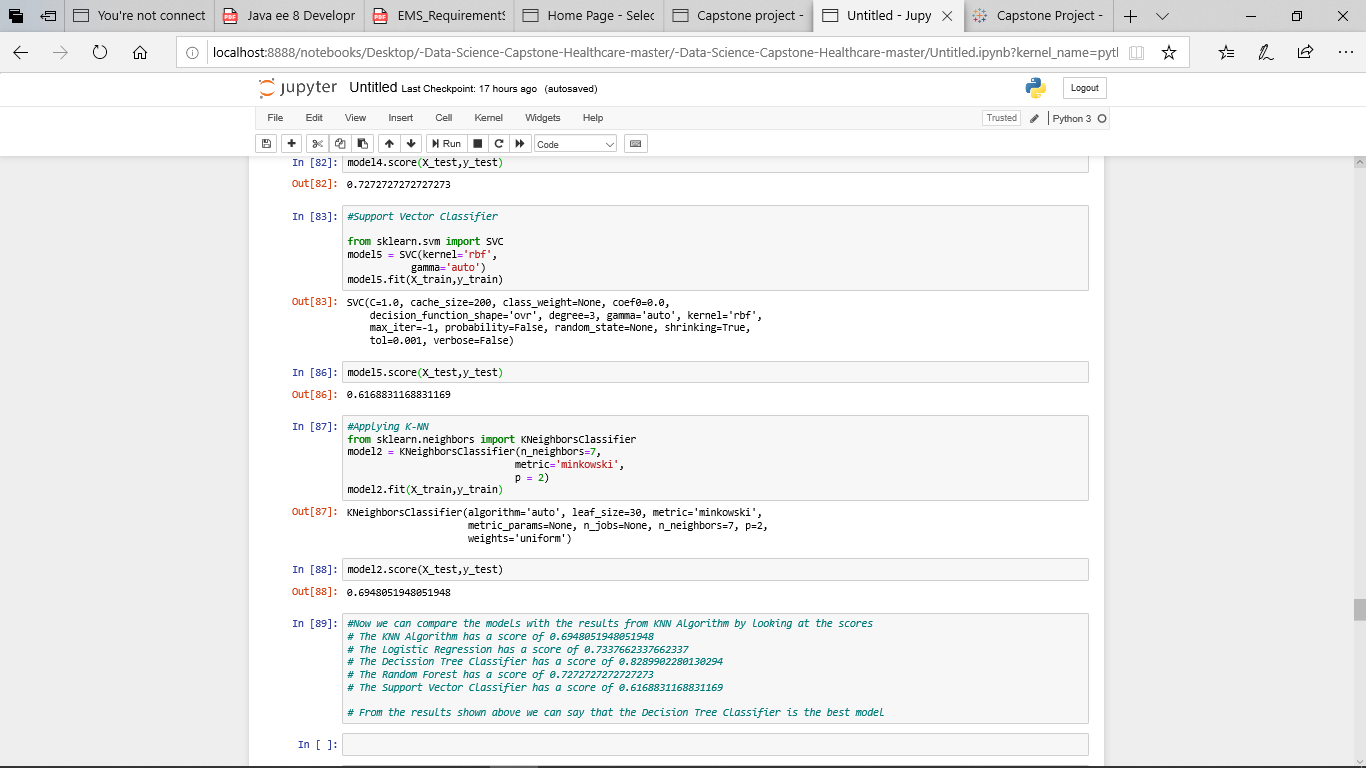 You're not connect
Java ee 8 Developr
EMS_Requirements
Home Page - Selec
Capstone project -
Untitled - Jupy
Capstone Project -
localhost:8888/notebooks/Desktop/-Data-Science-Capstone-Healthcare-master/-Data-Science-Capstone-Healthcare-master/Untitled.ipynb?kernel_name=pytl
jupyter Untitled Last Checkpoint: 17 hours ago (autosaved)
Logout
File Edit View Insert Cell Kernel Widgets Help
Trusted Python 3
Run Code
In [82]: model4.score(X_test,y_test)
Out[82]: 0.7272727272727273
In [83]: #Support Vector Classifier
from sklearn.svm import SVC
model5 = SVC(kernel='rbf',
gamma='auto')
model5.fit(X_train,y_train)
Out[83]: SVC(C=1.0, cache_size=200, class_weight=None, coef0=0.0,
decision_function_shape='ovr', degree=3, gamma='auto', kernel='rbf',
max_iter=-1, probability=False, random_state=None, shrinking=True,
tol=0.001, verbose=False)
In [86]: model5.score(X_test,y_test)
Out[86]: 0.6168831168831169
In [87]: #Applying K-NN
from sklearn.neighbors import KNeighborsClassifier
model2 = KNeighborsClassifier(n_neighbors=7,
metric='minkowski',
p = 2)
model2.fit(X_train,y_train)
Out[87]: KNeighborsClassifier(algorithm='auto', leaf_size=30, metric='minkowski',
metric_params=None, n_jobs=None, n_neighbors=7, p=2,
weights='uniform')
In [88]: model2.score(X_test,y_test)
Out[88]: 0.6948051948051948
In [89]: #Now we can compare the models with the results from KNN Algorithm by looking at the scores
# The KNN Algorithm has a score of 0.6948051948051948
# The Logistic Regression has a score of 0.7337662337662337
# The Decission Tree Classifier has a score of 0.8289902280130294
# The Random Forest has a score of 0.7272727272727273
# The Support Vector Classifier has a score of 0.6168831168831169
# From the results shown above we can say that the Decision Tree Classifier is the best model
In [ ]: